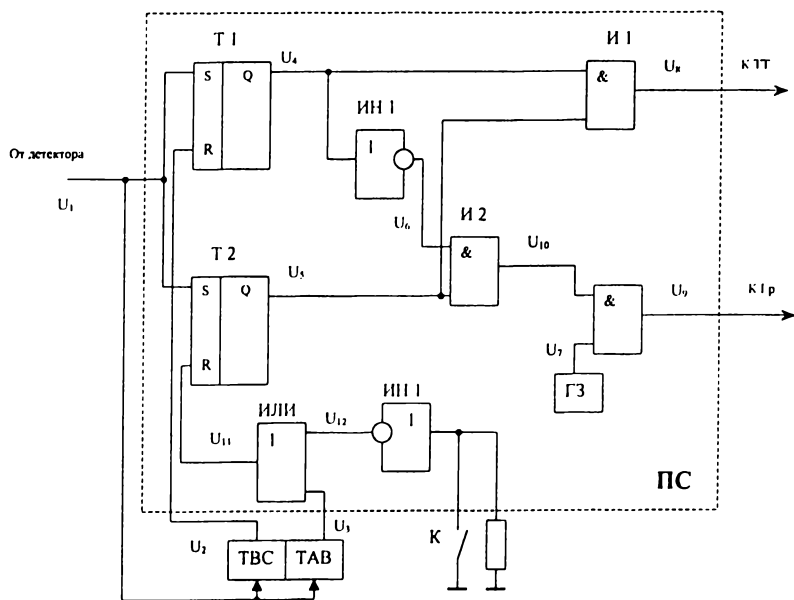 Т 1
И 1
S
Q
U₄
&
U₈
К ТТ
ИН 1
1
R
От детектора
U₁
U₆
И 2
&
U₁₀
Т 2
S
Q
U₅
&
U₉
К Гр
R
U₇
ГЗ
ИЛИ
ИН 1
U₁₁
1
U₁₂
1
ПС
U₂
U₃
К
ТВС
ТАВ